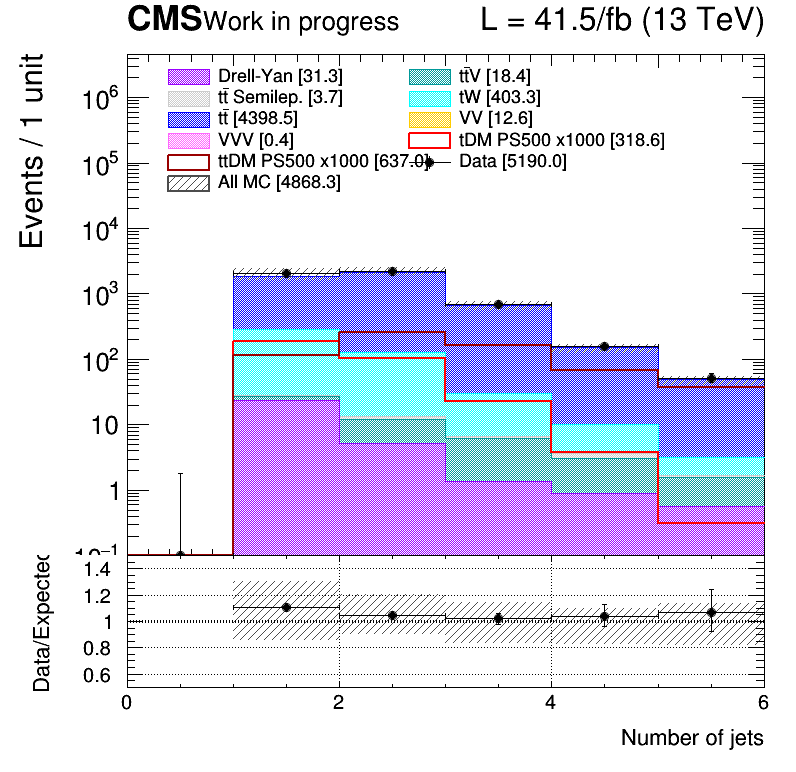 CMS Work in progress L = 41.5/fb (13 TeV)
Events / 1 unit
Drell-Yan [31.3] tt̄V [18.4]
tt̄ Semilep. [3.7] tW [403.3]
tt̄ [4398.5] VV [12.6]
VVV [0.4] tDM PS500 x1000 [318.6]
ttDM PS500 x1000 [637.0] Data [5190.0]
All MC [4868.3]
10⁶
10⁵
10⁴
10³
10²
10
1
10⁻¹
Data/Expected
1.4
1.2
1
0.8
0.6
0 2 4 6
Number of jets